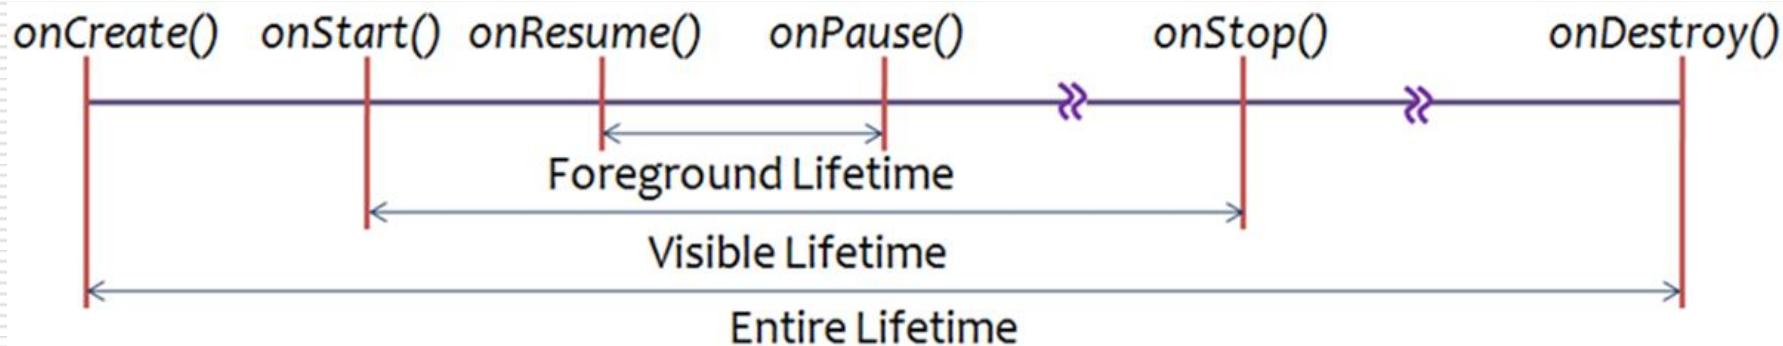 onCreate() onStart() onResume() onPause() onStop() onDestroy()
Foreground Lifetime
Visible Lifetime
Entire Lifetime